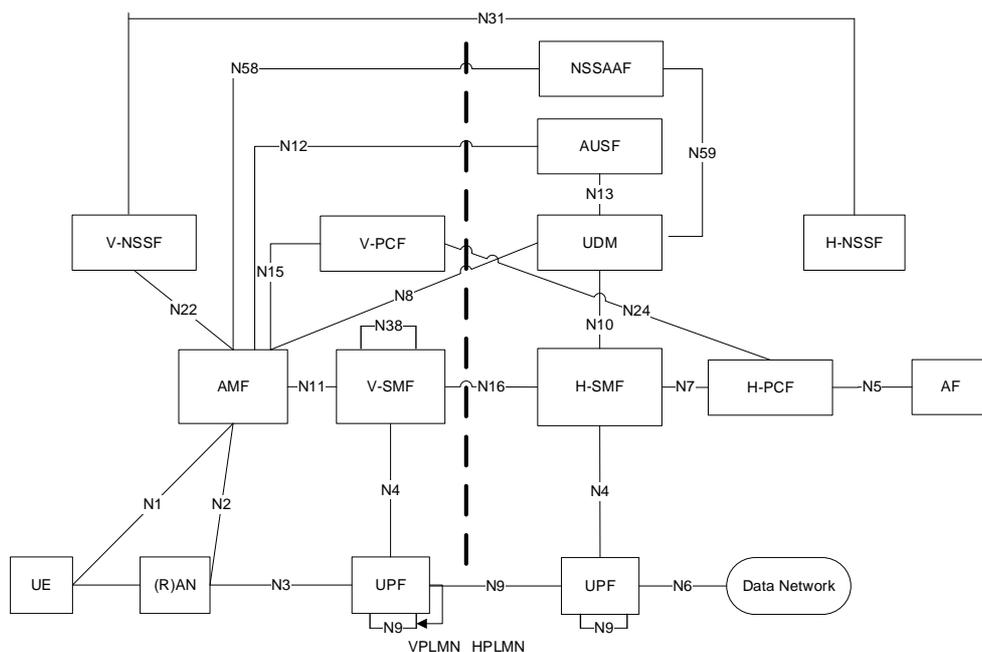 N31
N58
NSSAAF
N12
AUSF
N59
N13
V-NSSF
V-PCF
UDM
H-NSSF
N15
N8
N22
N24
N38
N10
AMF
N11
V-SMF
N16
H-SMF
N7
H-PCF
N5
AF
N1
N2
N4
N4
UE
(R)AN
N3
UPF
N9
UPF
N6
Data Network
N9
N9
VPLMN HPLMN